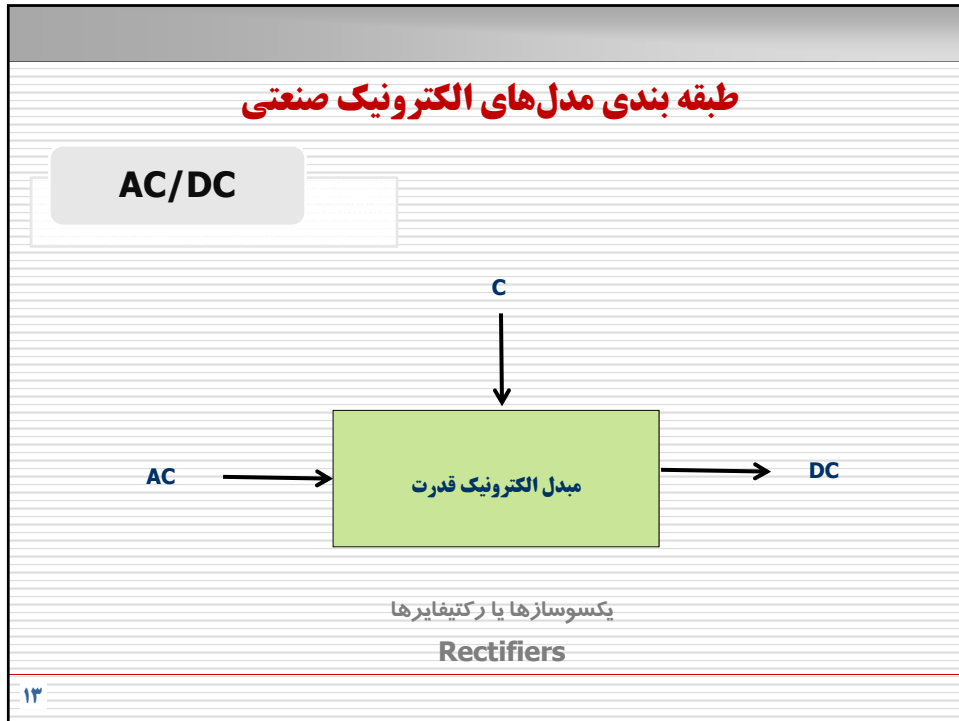 طبقه بندی مدل‌های الکترونیک صنعتی
AC/DC
C
AC
مبدل الکترونیک قدرت
DC
یکسوسازها یا رکتیفایرها
Rectifiers
۱۳